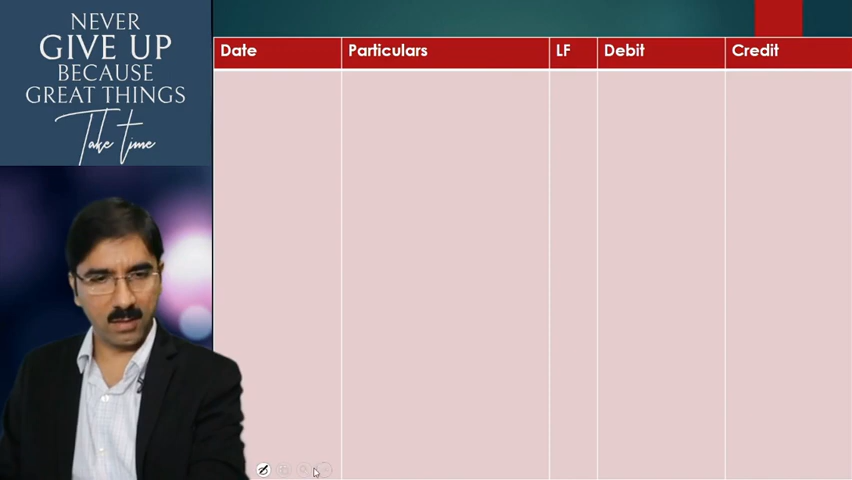 NEVER
GIVE UP
BECAUSE
GREAT THINGS
Take time
Date Particulars LF Debit Credit